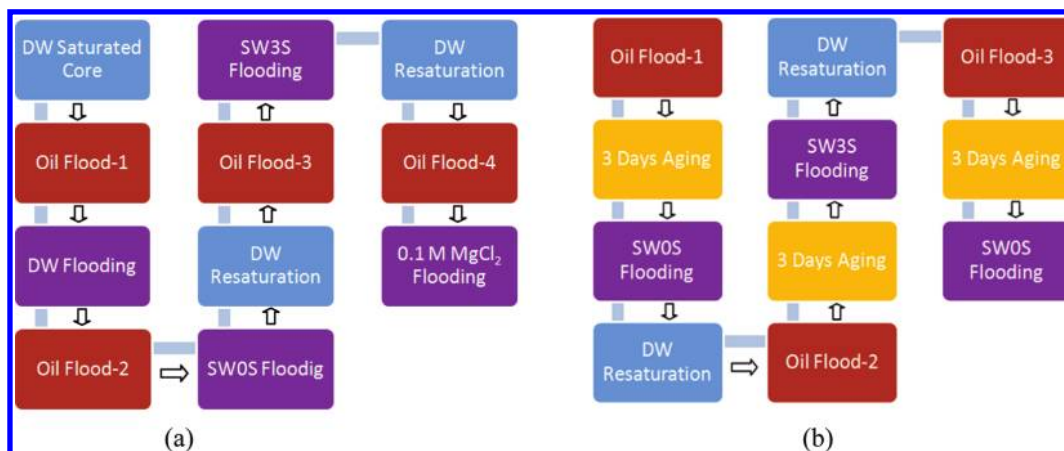 DW Saturated
Core
Oil Flood-1
DW Flooding
Oil Flood-2
SW0S Floodig
DW
Resaturation
Oil Flood-3
SW3S
Flooding
DW
Resaturation
Oil Flood-4
0.1 M MgCl₂
Flooding
(a)
Oil Flood-1
3 Days Aging
SW0S
Flooding
DW
Resaturation
Oil Flood-2
3 Days Aging
SW3S
Flooding
DW
Resaturation
Oil Flood-3
3 Days Aging
SW0S
Flooding
(b)